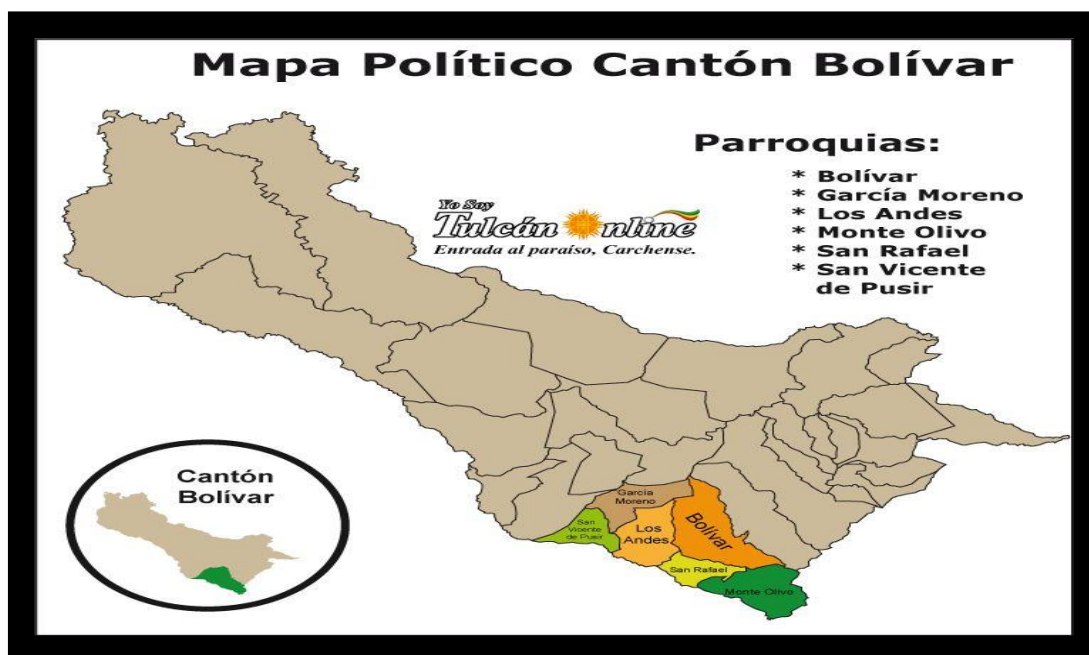 Mapa Político Cantón Bolívar
Parroquias:
* Bolívar
* García Moreno
* Los Andes
* Monte Olivo
* San Rafael
* San Vicente
de Pusir
Yo Soy
Tulcán Online
Entrada al paraíso, Carchense.
Cantón
Bolívar
García
Moreno
San
Vicente
de Pusir
Los
Andes
Bolívar
San Rafael
Monte Olivo